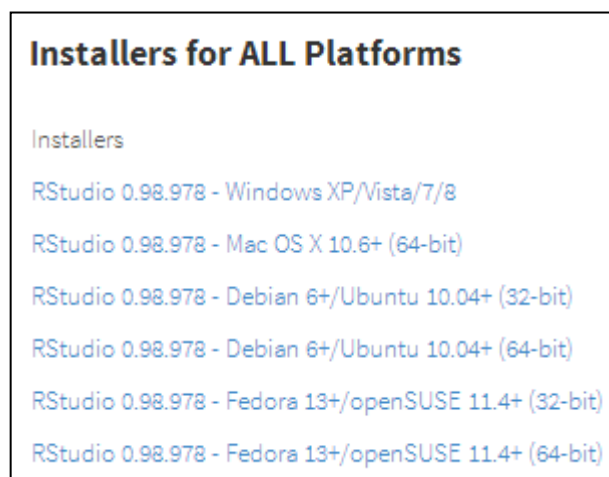 Installers for ALL Platforms
Installers
RStudio 0.98.978 - Windows XP/Vista/7/8
RStudio 0.98.978 - Mac OS X 10.6+ (64-bit)
RStudio 0.98.978 - Debian 6+/Ubuntu 10.04+ (32-bit)
RStudio 0.98.978 - Debian 6+/Ubuntu 10.04+ (64-bit)
RStudio 0.98.978 - Fedora 13+/openSUSE 11.4+ (32-bit)
RStudio 0.98.978 - Fedora 13+/openSUSE 11.4+ (64-bit)